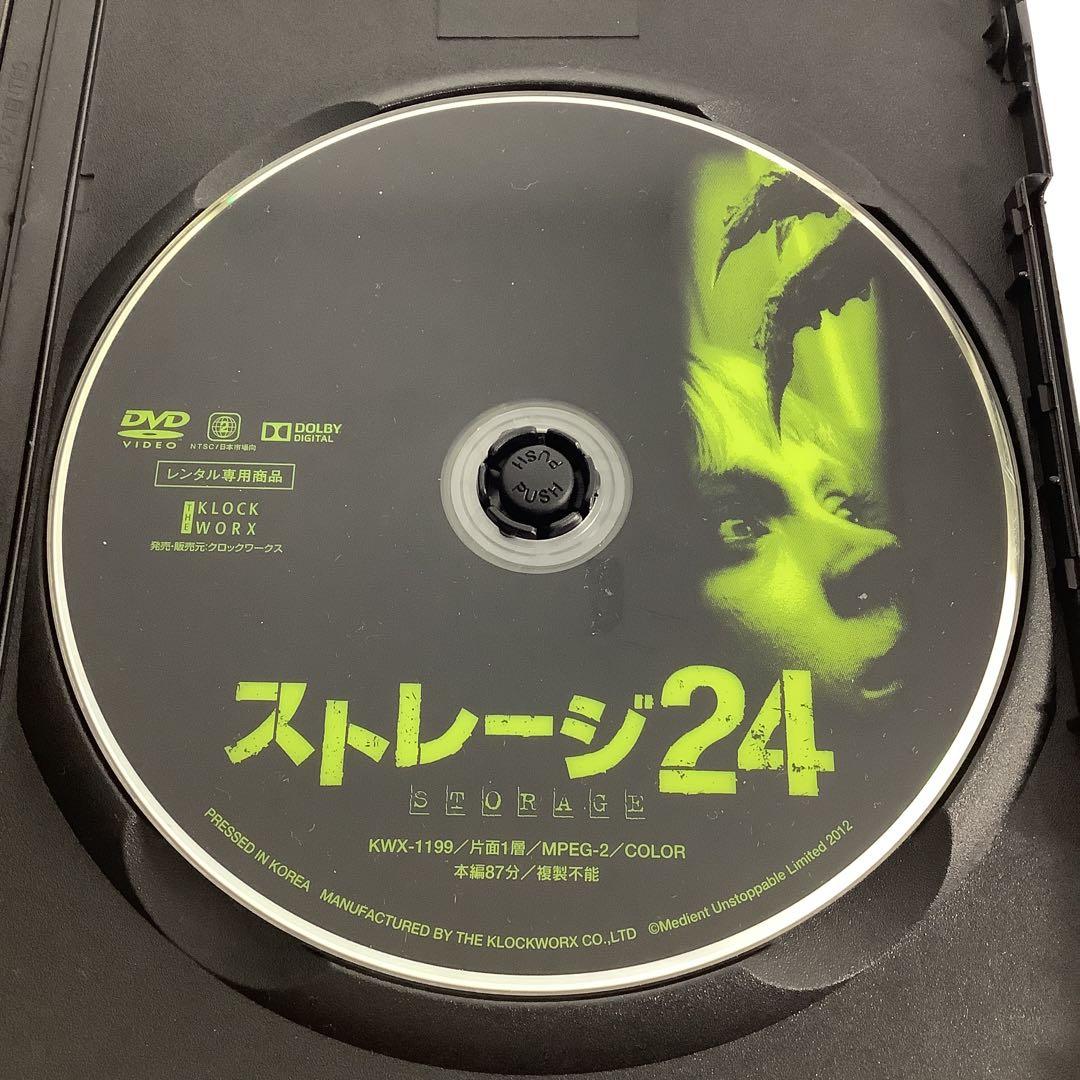 DVD
VIDEO
2
NTSC/日本市場向
DOLBY
DIGITAL
レンタル専用商品
THE
KLOCK
WORX
発売・販売元:クロックワークス
PUSH
PUSH
ストレージ24
STORAGE
KWX-1199/片面1層/MPEG-2/COLOR
本編87分/複製不能
PRESSED IN KOREA MANUFACTURED BY THE KLOCKWORX CO.,LTD ©Medient Unstoppable Limited 2012